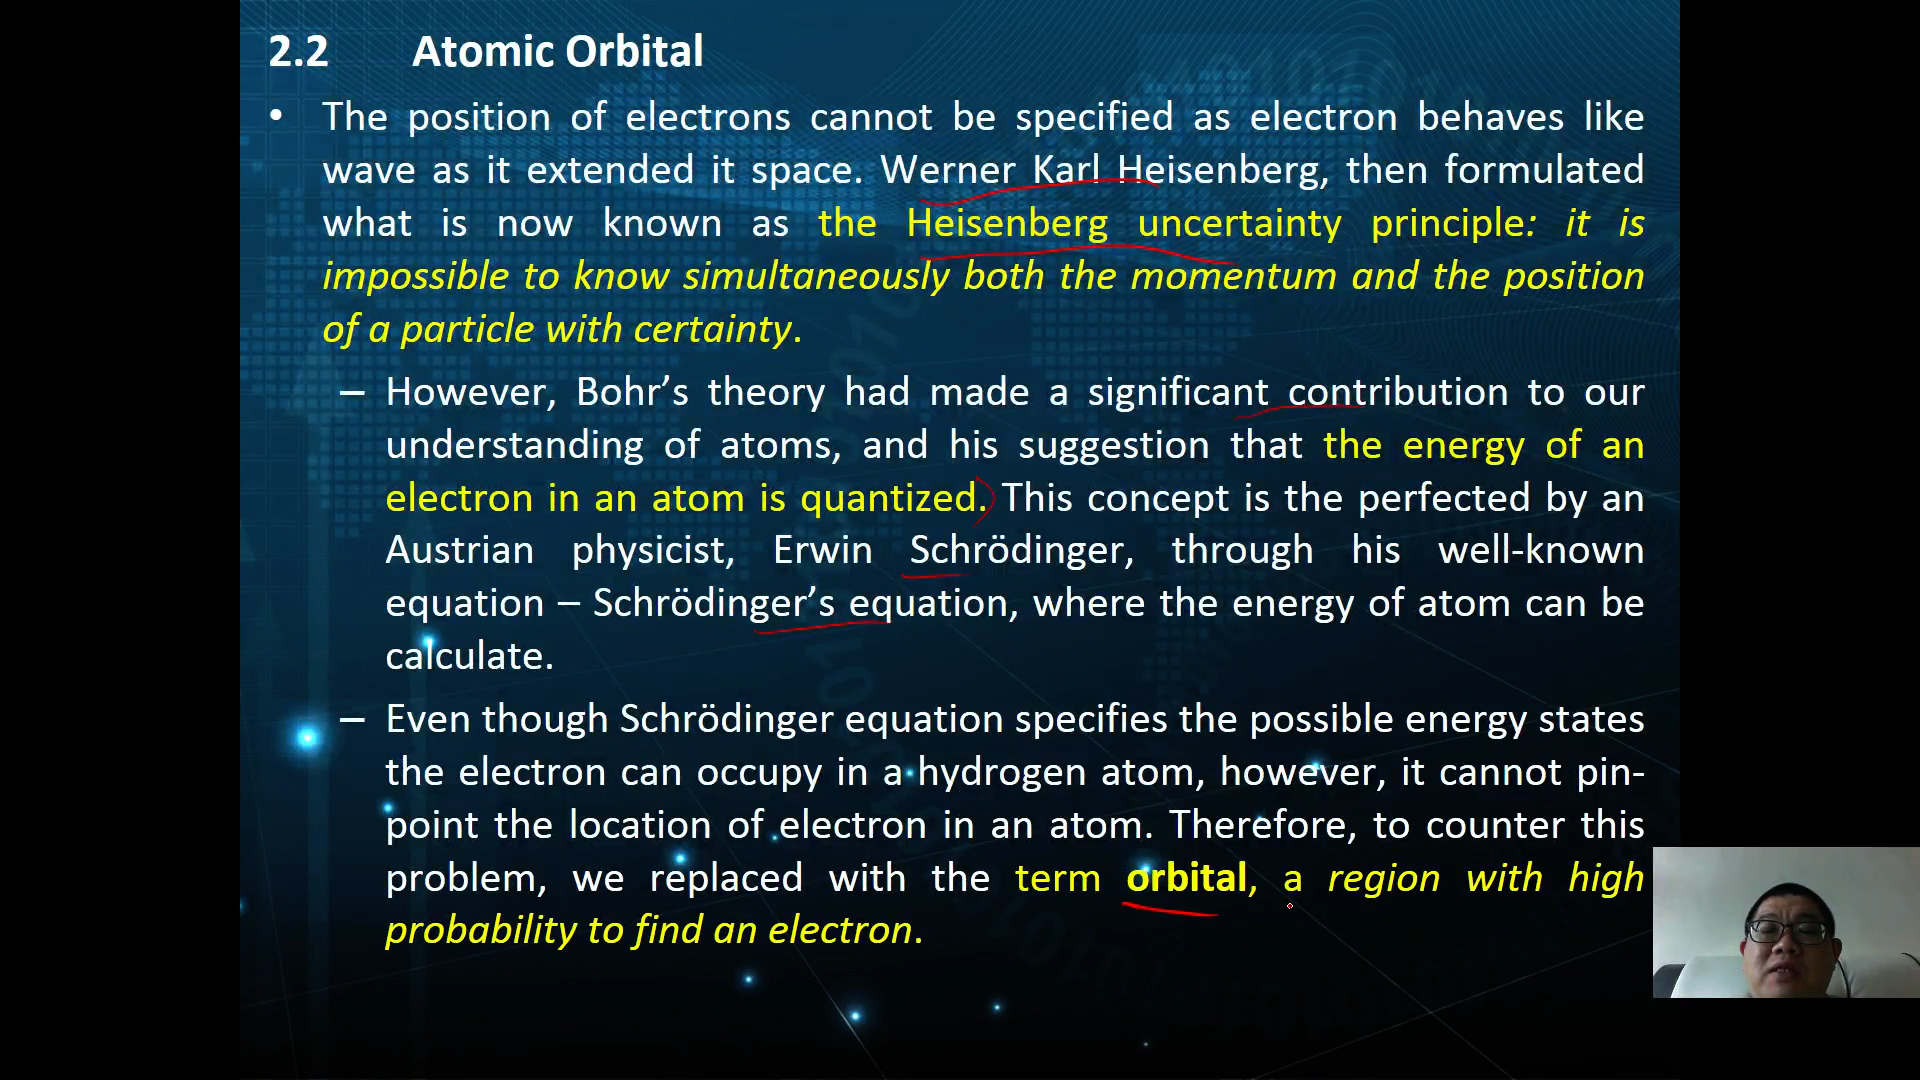 2.2 Atomic Orbital
• The position of electrons cannot be specified as electron behaves like
wave as it extended it space. Werner Karl Heisenberg, then formulated
what is now known as the Heisenberg uncertainty principle: it is
impossible to know simultaneously both the momentum and the position
of a particle with certainty.
– However, Bohr’s theory had made a significant contribution to our
understanding of atoms, and his suggestion that the energy of an
electron in an atom is quantized. This concept is the perfected by an
Austrian physicist, Erwin Schrödinger, through his well-known
equation – Schrödinger’s equation, where the energy of atom can be
calculate.
– Even though Schrödinger equation specifies the possible energy states
the electron can occupy in a hydrogen atom, however, it cannot pin-
point the location of electron in an atom. Therefore, to counter this
problem, we replaced with the term orbital, a region with high
probability to find an electron.